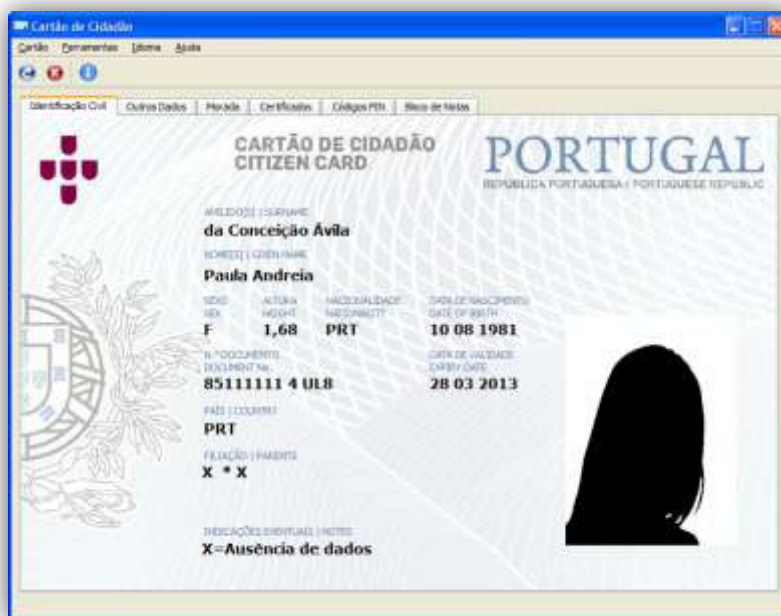 Cartão de Cidadão
Cartão Ferramentas Idioma Ajuda
Identificação Civil Outros Dados Morada Certificados Códigos PIN Bloco de Notas
CARTÃO DE CIDADÃO
CITIZEN CARD
PORTUGAL
REPÚBLICA PORTUGUESA | PORTUGUESE REPUBLIC
APELIDO[S] | SURNAME
da Conceição Ávila
NOME[S] | GIVEN NAME
Paula Andreia
SEXO ALTURA NACIONALIDADE DATA DE NASCIMENTO
SEX HEIGHT NATIONALITY DATE OF BIRTH
F 1,68 PRT 10 08 1981
N.º DOCUMENTO DATA DE VALIDADE
DOCUMENT No. EXPIRY DATE
85111111 4 UL8 28 03 2013
PAÍS | COUNTRY
PRT
FILIAÇÃO | PARENTS
X * X
INDICAÇÕES EVENTUAIS | NOTES
X=Ausência de dados